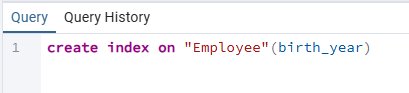 Query Query History
1 create index on "Employee"(birth_year)